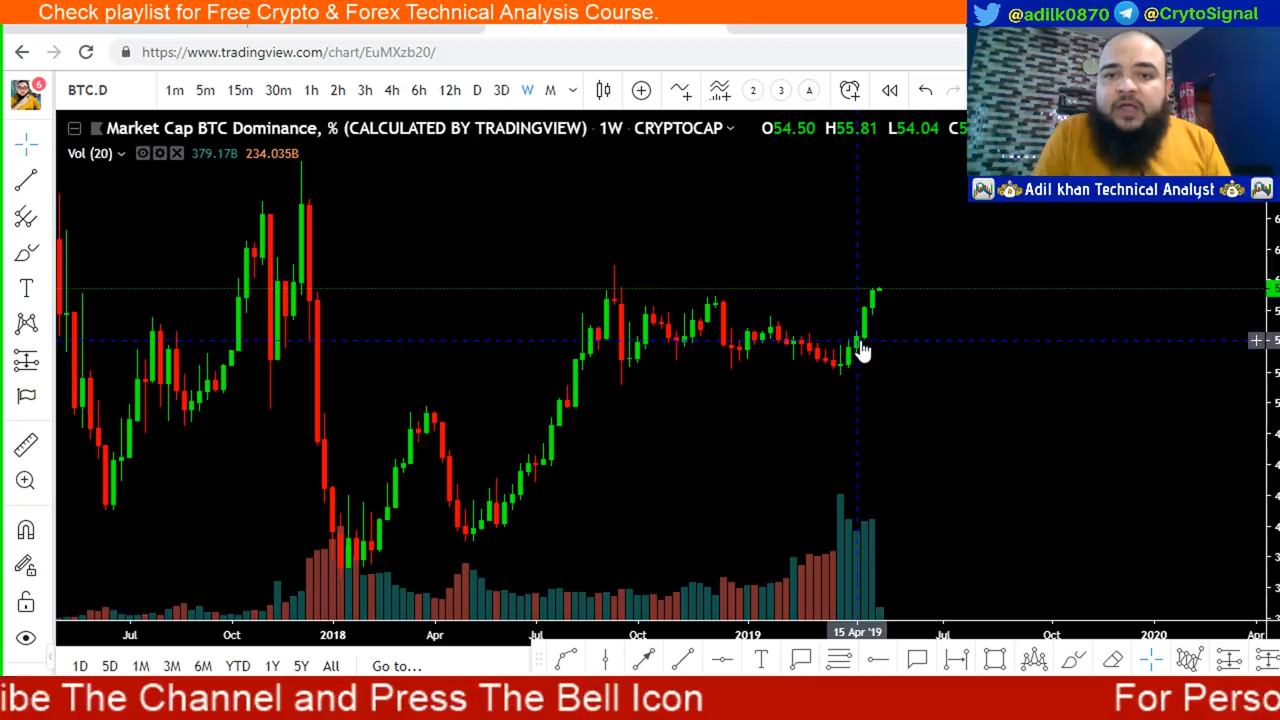 Check playlist for Free Crypto & Forex Technical Analysis Course.
@adilk0870 @CrytoSignal
https://www.tradingview.com/chart/EuMXzb20/
6
BTC.D 1m 5m 15m 30m 1h 2h 3h 4h 6h 12h D 3D W M 2 3 A
Market Cap BTC Dominance, % (CALCULATED BY TRADINGVIEW) · 1W · CRYPTOCAP O54.50 H55.81 L54.04
Vol (20) 379.17B 234.035B
Adil khan Technical Analyst
Jul Oct 2018 Apr Jul Oct 2019 15 Apr '19 Jul Oct 2020 Apr
1D 5D 1M 3M 6M YTD 1Y 5Y All Go to...
ibe The Channel and Press The Bell Icon For Perso